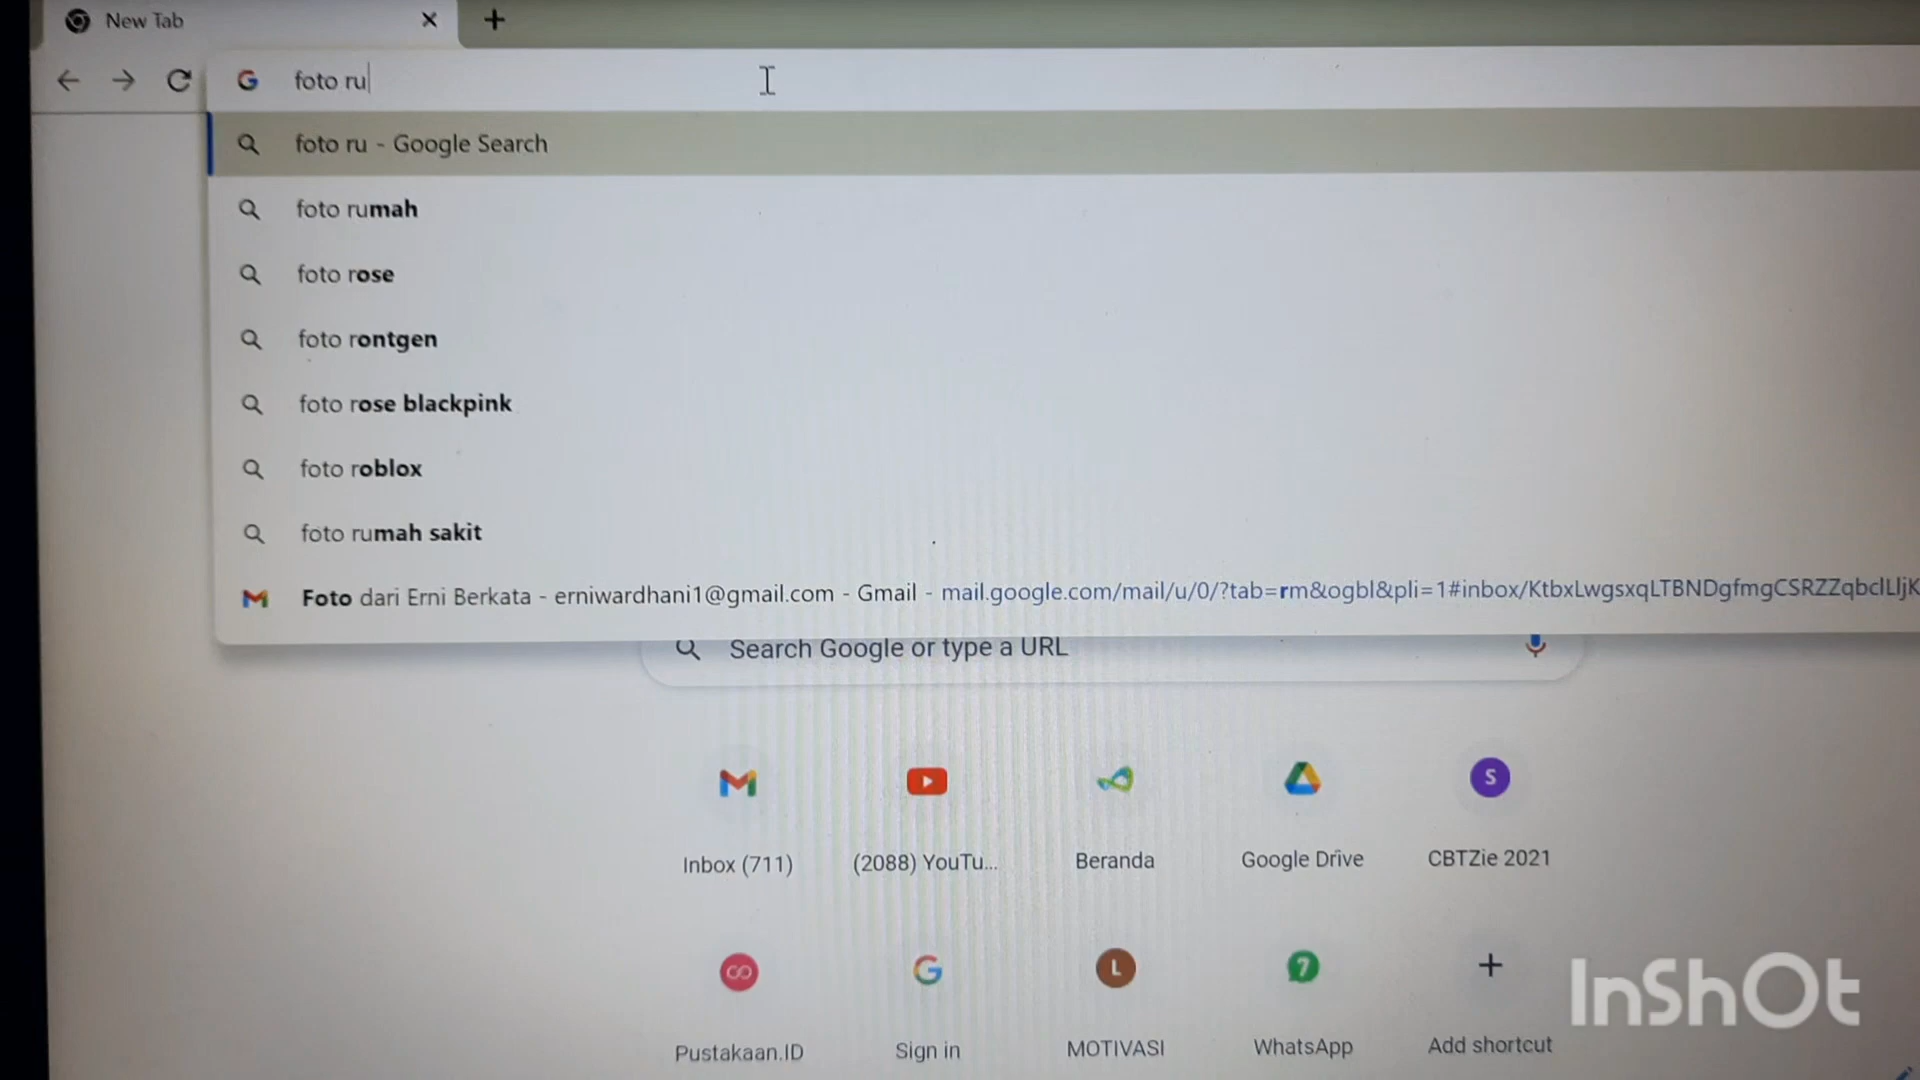 New Tab
foto ru
foto ru - Google Search
foto rumah
foto rose
foto rontgen
foto rose blackpink
foto roblox
foto rumah sakit
Foto dari Erni Berkata - erniwardhani1@gmail.com - Gmail - mail.google.com/mail/u/0/?tab=rm&ogbl&pli=1#inbox/
Search Google or type a URL
Inbox (711)
(2088) YouTu...
Beranda
Google Drive
S
CBTZie 2021
Pustakaan.ID
Sign in
L
MOTIVASI
7
WhatsApp
Add shortcut
InShOt